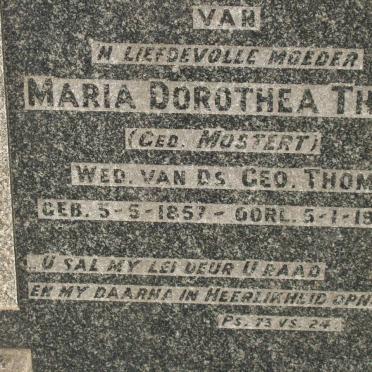 VAN
'N LIEFDEVOLLE MOEDER
MARIA DOROTHEA TH
(GEB. MOSTERT)
WED. VAN DS. GEO. THOM
GEB. 5-5-1857 - OORL. 5-1-19
U SAL MY LEI DEUR U RAAD
EN MY DAARNA IN HEERLIKHEID OPN
PS. 73 VS. 24.